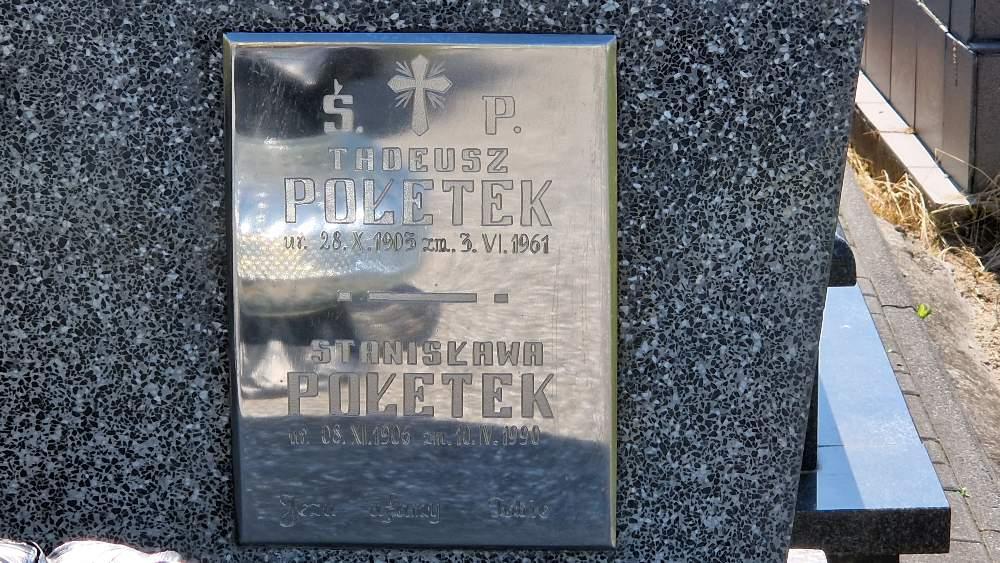 Ś. P.
TADEUSZ
POŁETEK
ur. 28.X.1905 zm. 3.VI.1961
STANISŁAWA
POŁETEK
ur. 08.XI.1906 zm. 10.IV.1990
Jezu ufamy Tobie